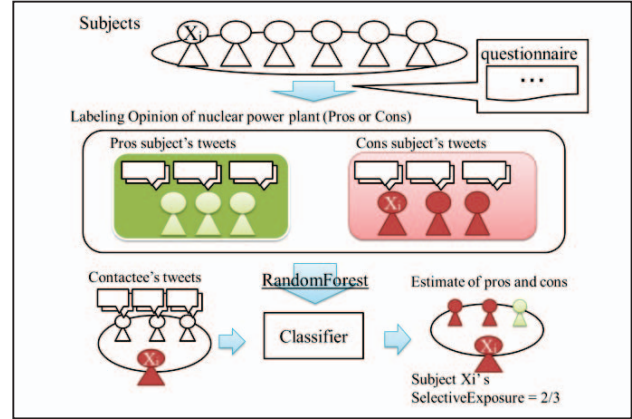 Subjects
Xi
questionnaire
...
Labeling Opinion of nuclear power plant (Pros or Cons)
Pros subject's tweets
Cons subject's tweets
Xi
Contactee's tweets
RandomForest
Estimate of pros and cons
Classifier
Xi
Xi
Subject Xi's
SelectiveExposure = 2/3